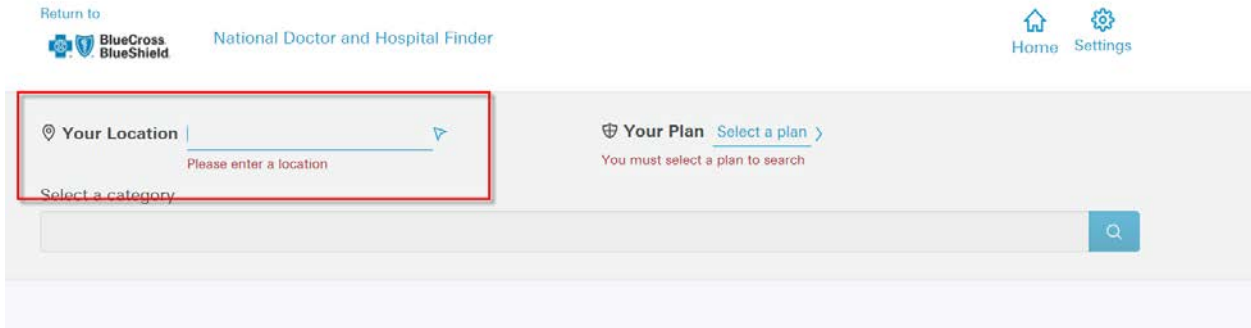 Return to
BlueCross
BlueShield
National Doctor and Hospital Finder
Home
Settings
Your Location
Please enter a location
Your Plan Select a plan
You must select a plan to search
Select a category